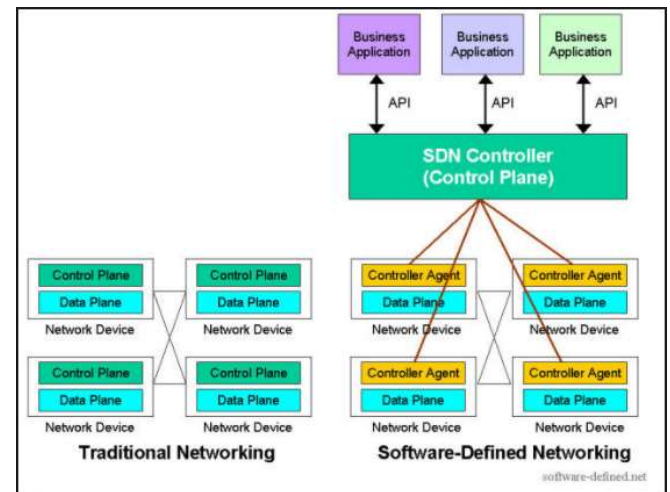 Business
Application
Business
Application
Business
Application
API
API
API
SDN Controller
(Control Plane)
Control Plane
Data Plane
Network Device
Control Plane
Data Plane
Network Device
Control Plane
Data Plane
Network Device
Control Plane
Data Plane
Network Device
Traditional Networking
Controller Agent
Data Plane
Network Device
Controller Agent
Data Plane
Network Device
Controller Agent
Data Plane
Network Device
Controller Agent
Data Plane
Network Device
Software-Defined Networking
software-defined.net